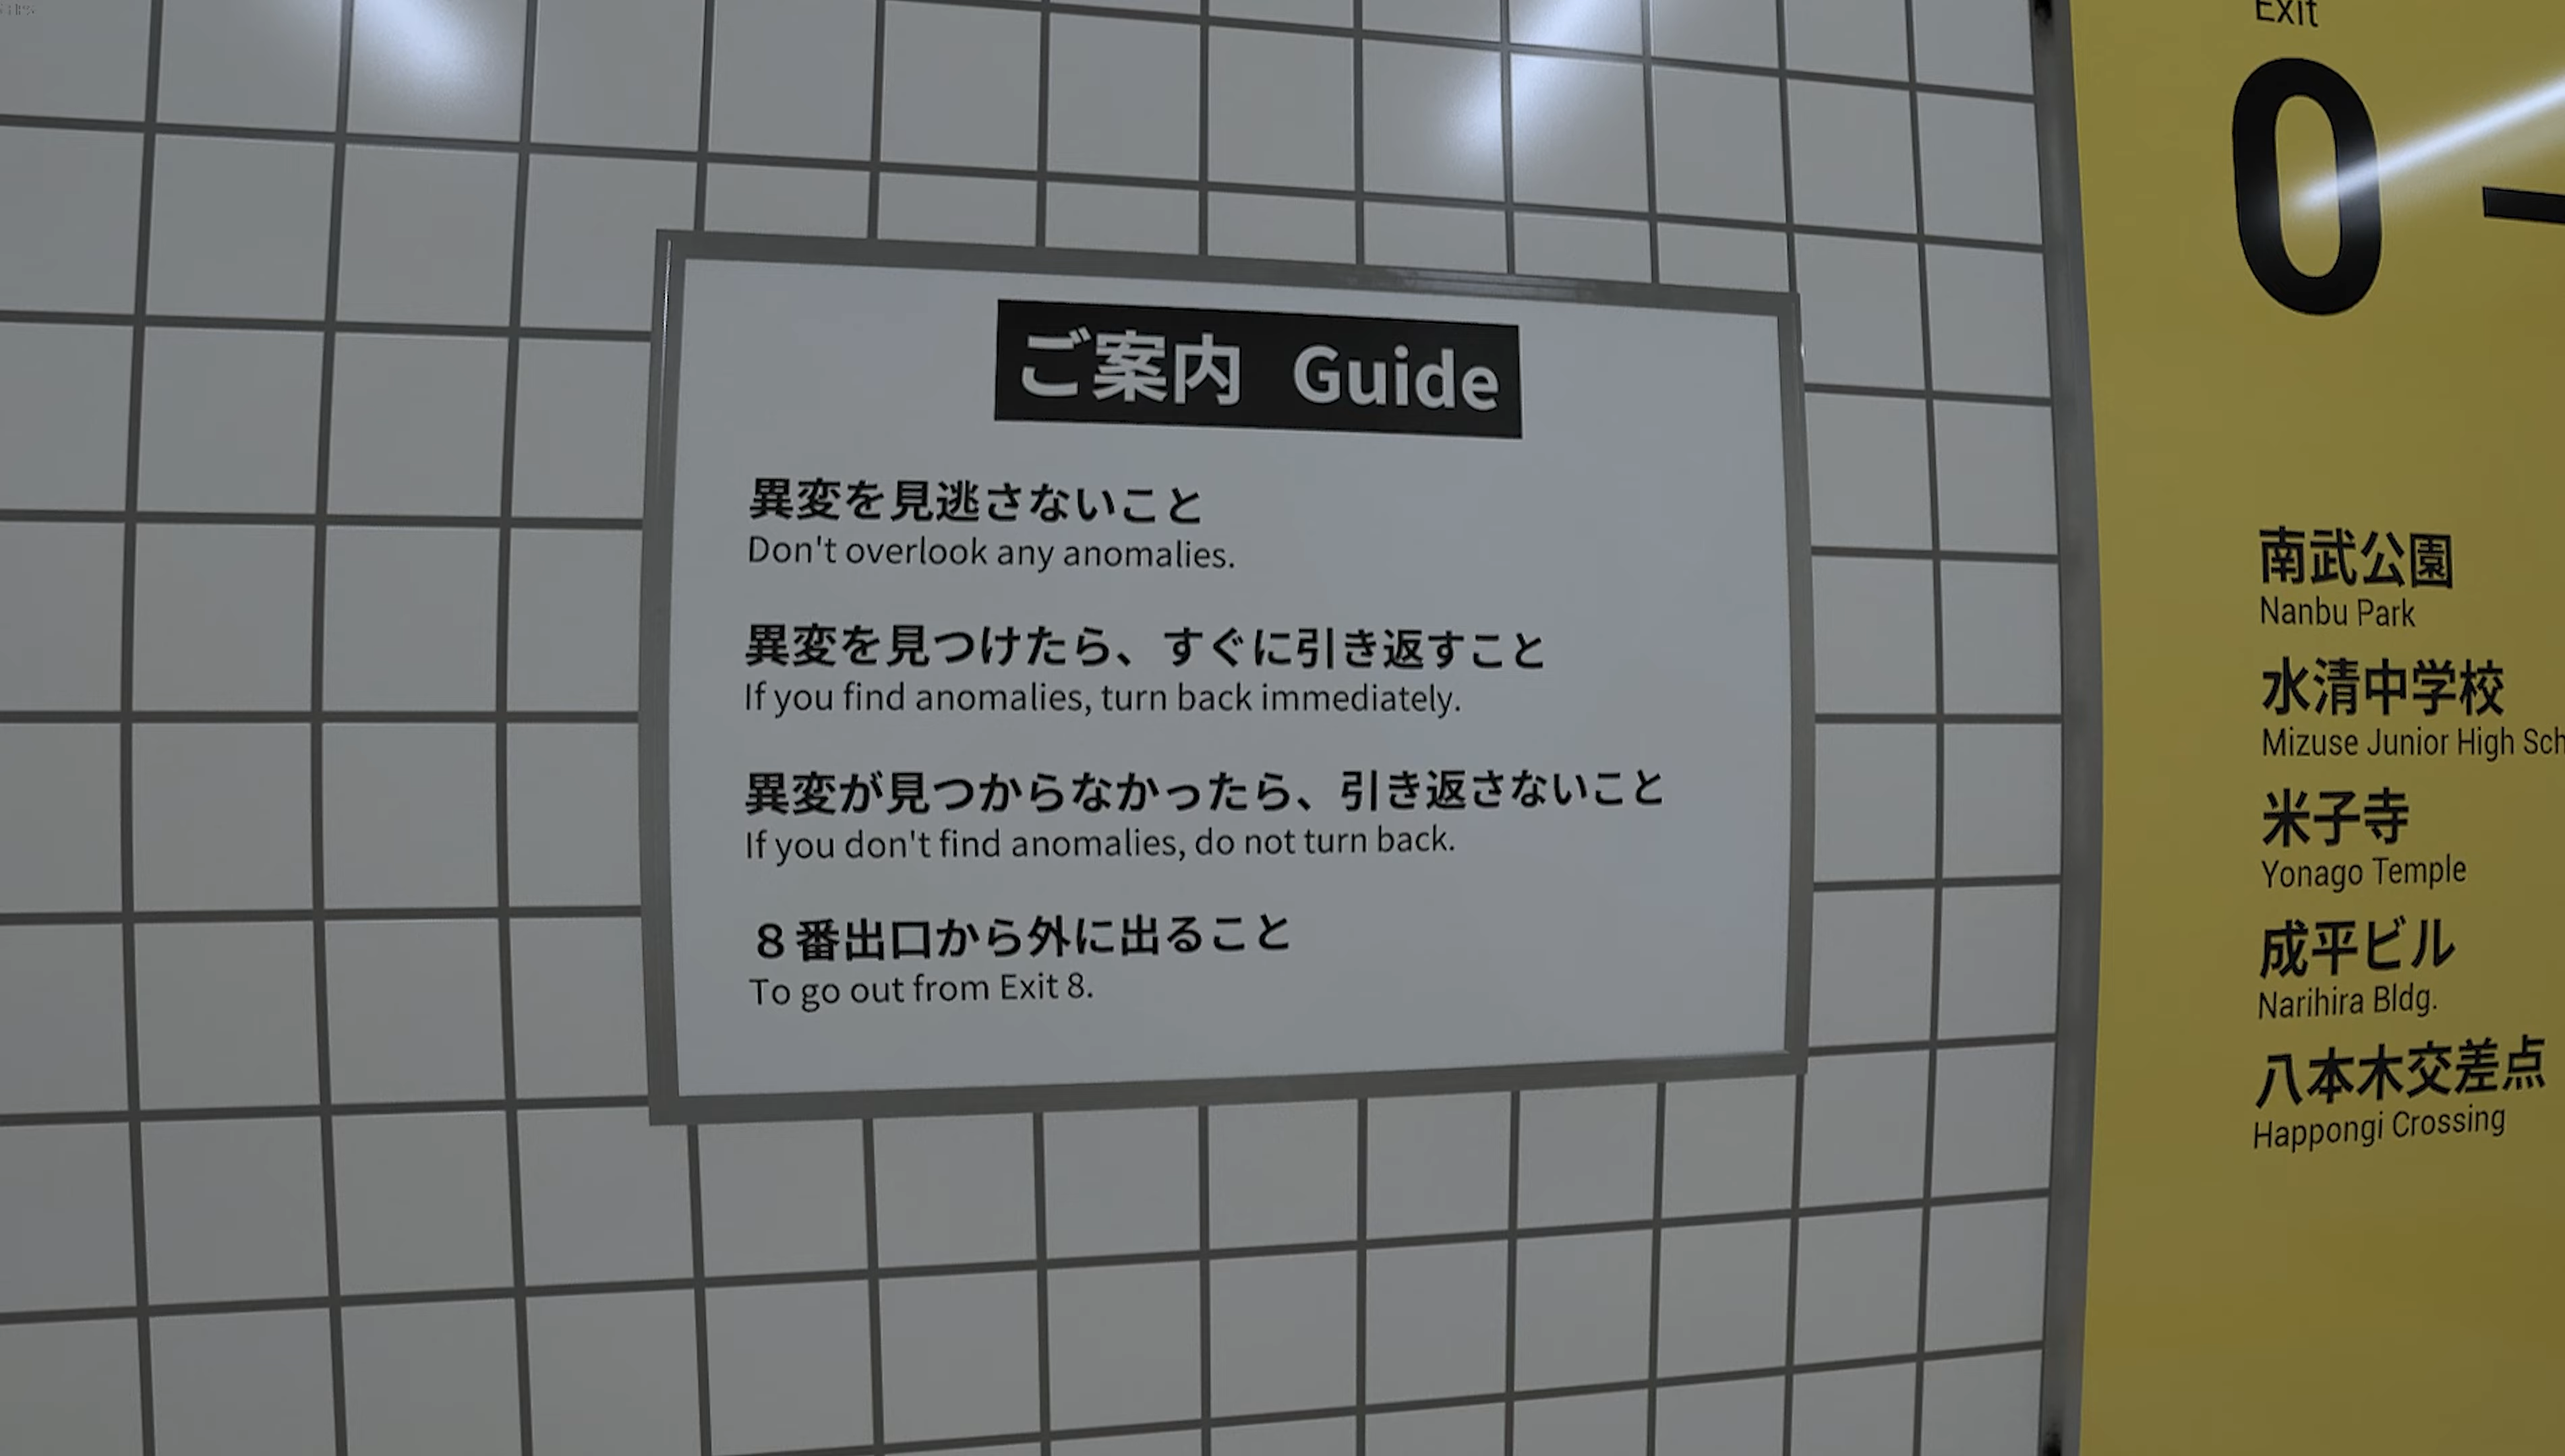 ご案内 Guide
異変を見逃さないこと
Don't overlook any anomalies.
異変を見つけたら、すぐに引き返すこと
If you find anomalies, turn back immediately.
異変が見つからなかったら、引き返さないこと
If you don't find anomalies, do not turn back.
８番出口から外に出ること
To go out from Exit 8.
Exit
0
南武公園
Nanbu Park
水清中学校
Mizuse Junior High Sch
米子寺
Yonago Temple
成平ビル
Narihira Bldg.
八本木交差点
Happongi Crossing